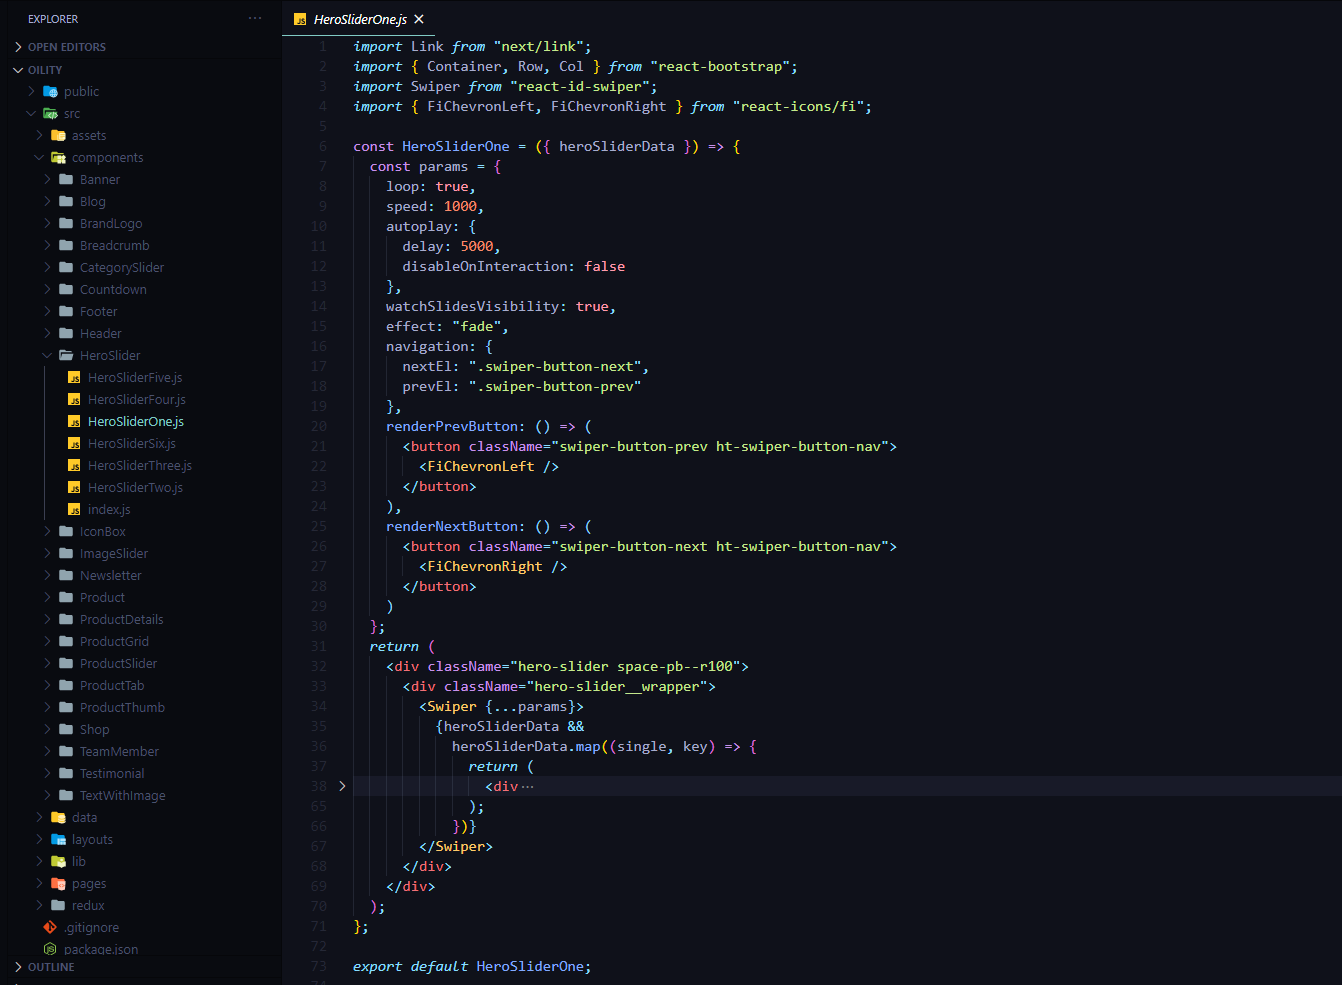 EXPLORER
OPEN EDITORS
OILITY
public
src
assets
components
Banner
Blog
BrandLogo
Breadcrumb
CategorySlider
Countdown
Footer
Header
HeroSlider
HeroSliderFive.js
HeroSliderFour.js
HeroSliderOne.js
HeroSliderSix.js
HeroSliderThree.js
HeroSliderTwo.js
index.js
IconBox
ImageSlider
Newsletter
Product
ProductDetails
ProductGrid
ProductSlider
ProductTab
ProductThumb
Shop
TeamMember
Testimonial
TextWithImage
data
layouts
lib
pages
redux
.gitignore
package.json
OUTLINE
JS HeroSliderOne.js
1 import Link from "next/link";
2 import { Container, Row, Col } from "react-bootstrap";
3 import Swiper from "react-id-swiper";
4 import { FiChevronLeft, FiChevronRight } from "react-icons/fi";
5
6 const HeroSliderOne = ({ heroSliderData }) => {
7 const params = {
8 loop: true,
9 speed: 1000,
10 autoplay: {
11 delay: 5000,
12 disableOnInteraction: false
13 },
14 watchSlidesVisibility: true,
15 effect: "fade",
16 navigation: {
17 nextEl: ".swiper-button-next",
18 prevEl: ".swiper-button-prev"
19 },
20 renderPrevButton: () => (
21 <button className="swiper-button-prev ht-swiper-button-nav">
22 <FiChevronLeft />
23 </button>
24 ),
25 renderNextButton: () => (
26 <button className="swiper-button-next ht-swiper-button-nav">
27 <FiChevronRight />
28 </button>
29 )
30 };
31 return (
32 <div className="hero-slider space-pb--r100">
33 <div className="hero-slider__wrapper">
34 <Swiper {...params}>
35 {heroSliderData &&
36 heroSliderData.map((single, key) => {
37 return (
38 <div ···
65 );
66 })}
67 </Swiper>
68 </div>
69 </div>
70 );
71 };
72
73 export default HeroSliderOne;